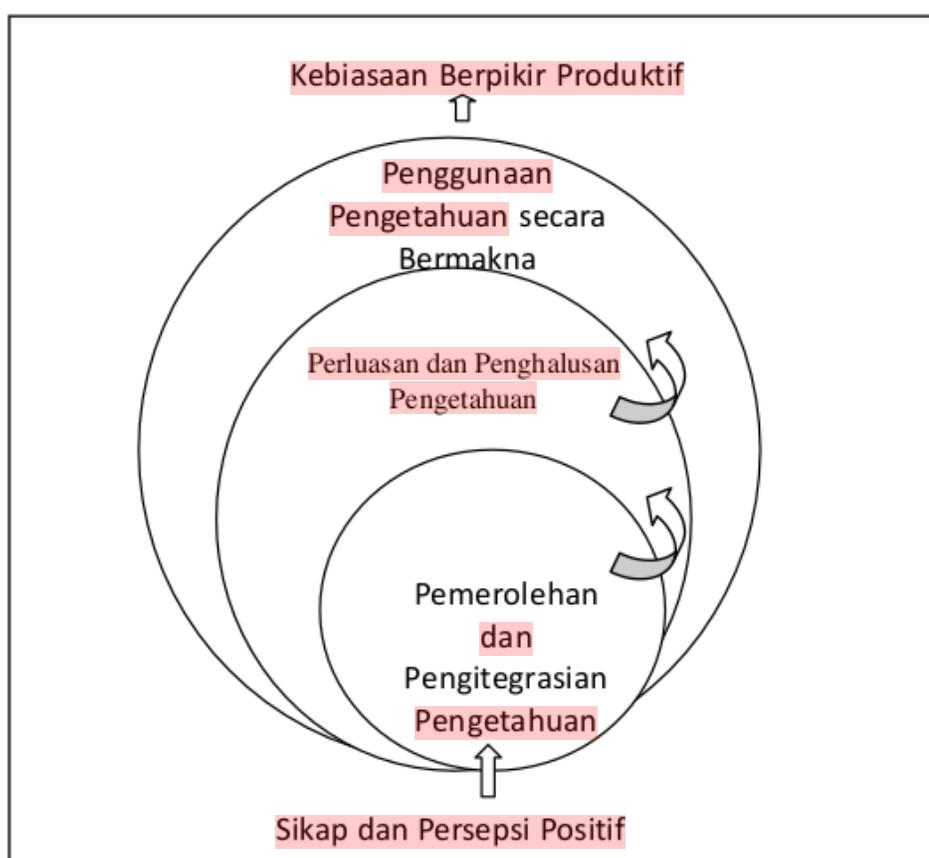 Kebiasaan Berpikir Produktif
Penggunaan
Pengetahuan secara
Bermakna
Perluasan dan Penghalusan
Pengetahuan
Pemerolehan
dan
Pengitegrasian
Pengetahuan
Sikap dan Persepsi Positif